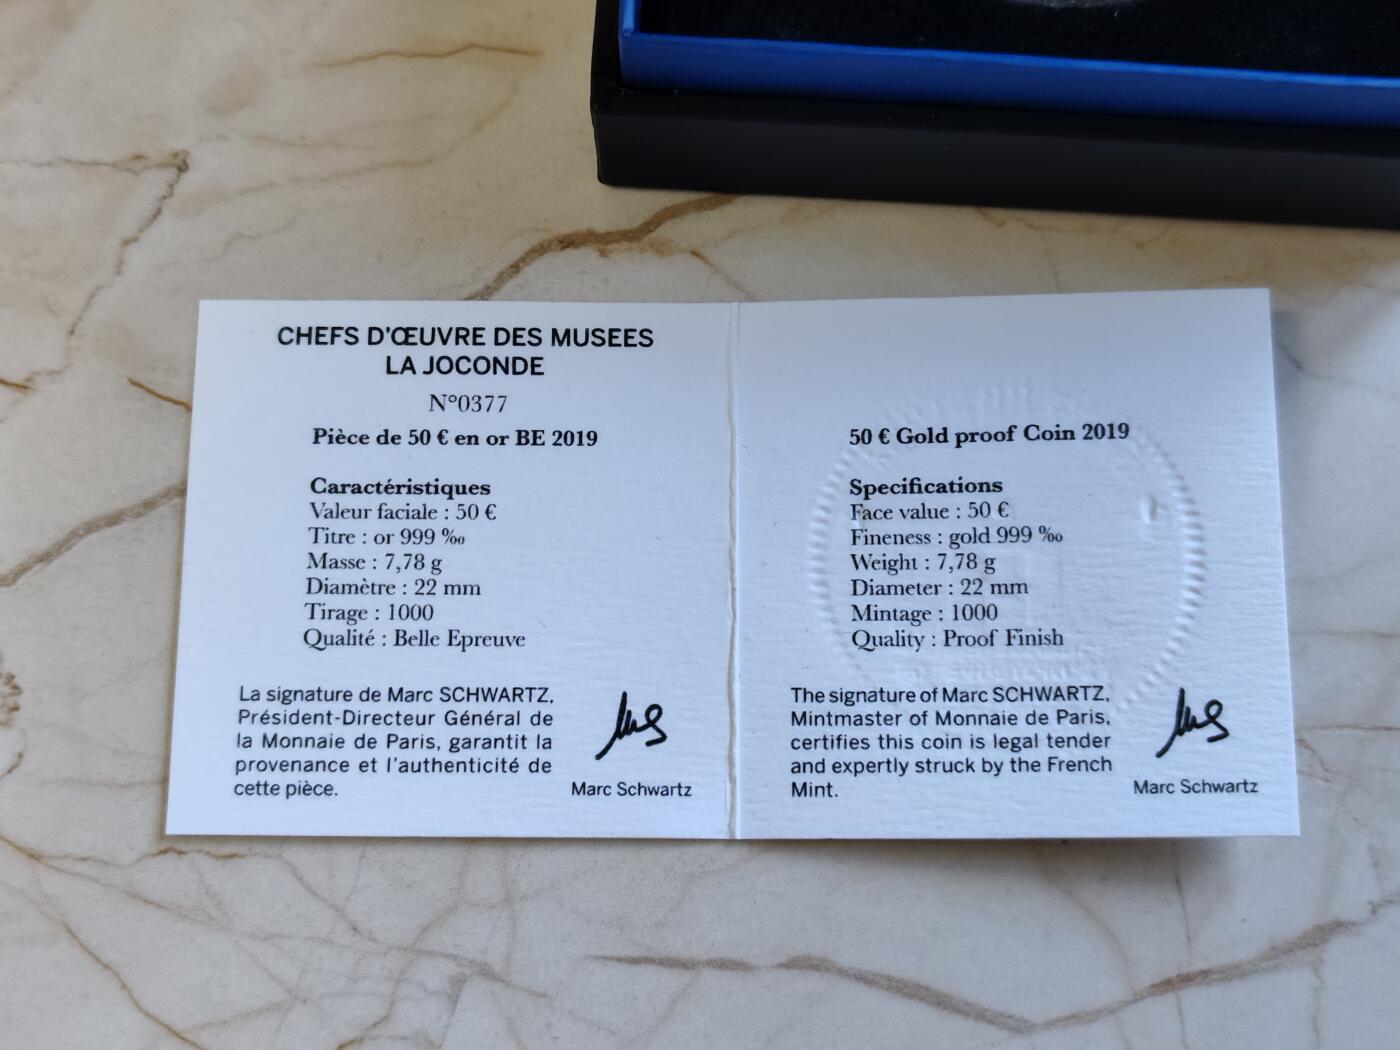 CHEFS D'ŒUVRE DES MUSEES
LA JOCONDE
N°0377
Pièce de 50 € en or BE 2019
Caractéristiques
Valeur faciale : 50 €
Titre : or 999 ‰
Masse : 7,78 g
Diamètre : 22 mm
Tirage : 1000
Qualité : Belle Epreuve
La signature de Marc SCHWARTZ,
Président-Directeur Général de
la Monnaie de Paris, garantit la
provenance et l'authenticité de
cette pièce.
Marc Schwartz
50 € Gold proof Coin 2019
Specifications
Face value : 50 €
Fineness : gold 999 ‰
Weight : 7,78 g
Diameter : 22 mm
Mintage : 1000
Quality : Proof Finish
The signature of Marc SCHWARTZ,
Mintmaster of Monnaie de Paris,
certifies this coin is legal tender
and expertly struck by the French
Mint.
Marc Schwartz